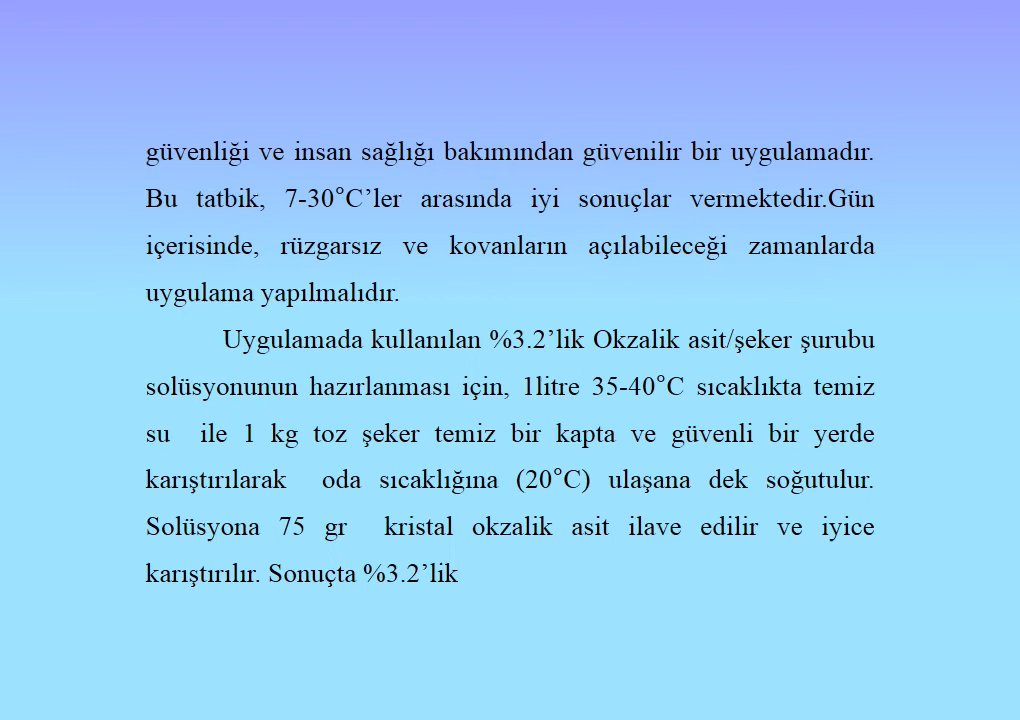 güvenliği ve insan sağlığı bakımından güvenilir bir uygulamadır.
Bu tatbik, 7-30°C’ler arasında iyi sonuçlar vermektedir.Gün
içerisinde, rüzgarsız ve kovanların açılabileceği zamanlarda
uygulama yapılmalıdır.
Uygulamada kullanılan %3.2’lik Okzalik asit/şeker şurubu
solüsyonunun hazırlanması için, 1litre 35-40°C sıcaklıkta temiz
su ile 1 kg toz şeker temiz bir kapta ve güvenli bir yerde
karıştırılarak oda sıcaklığına (20°C) ulaşana dek soğutulur.
Solüsyona 75 gr kristal okzalik asit ilave edilir ve iyice
karıştırılır. Sonuçta %3.2’lik